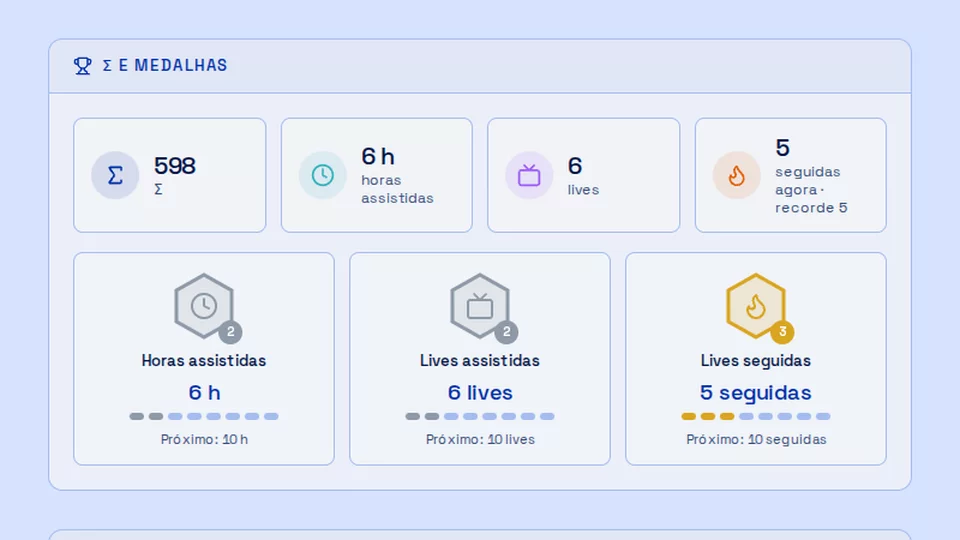 Σ E MEDALHAS
Σ
598
Σ
6 h
horas
assistidas
6
lives
5
seguidas
agora ·
recorde 5
2
Horas assistidas
6 h
Próximo: 10 h
2
Lives assistidas
6 lives
Próximo: 10 lives
3
Lives seguidas
5 seguidas
Próximo: 10 seguidas